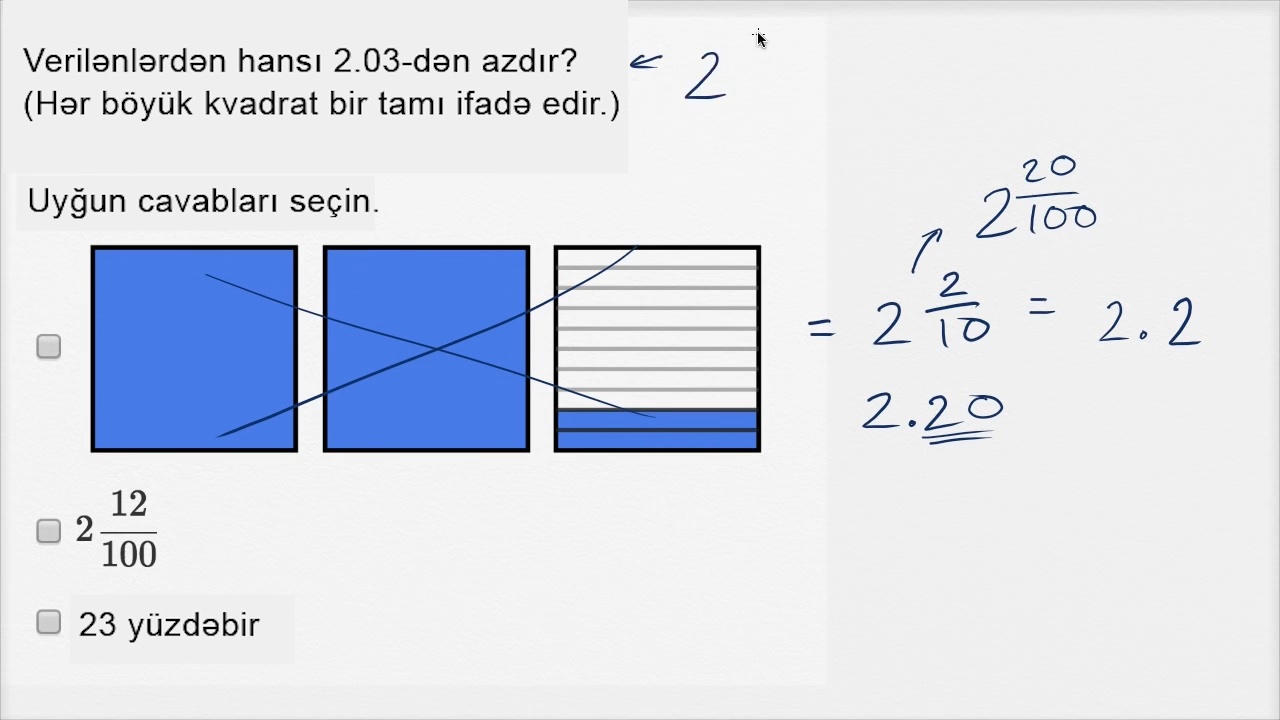 Verilənlərdən hansı 2.03-dən azdır? ← 2
(Hər böyük kvadrat bir tamı ifadə edir.)
Uyğun cavabları seçin.
2 20/100
= 2 2/10 = 2.2
2.20
2 12/100
23 yüzdəbir